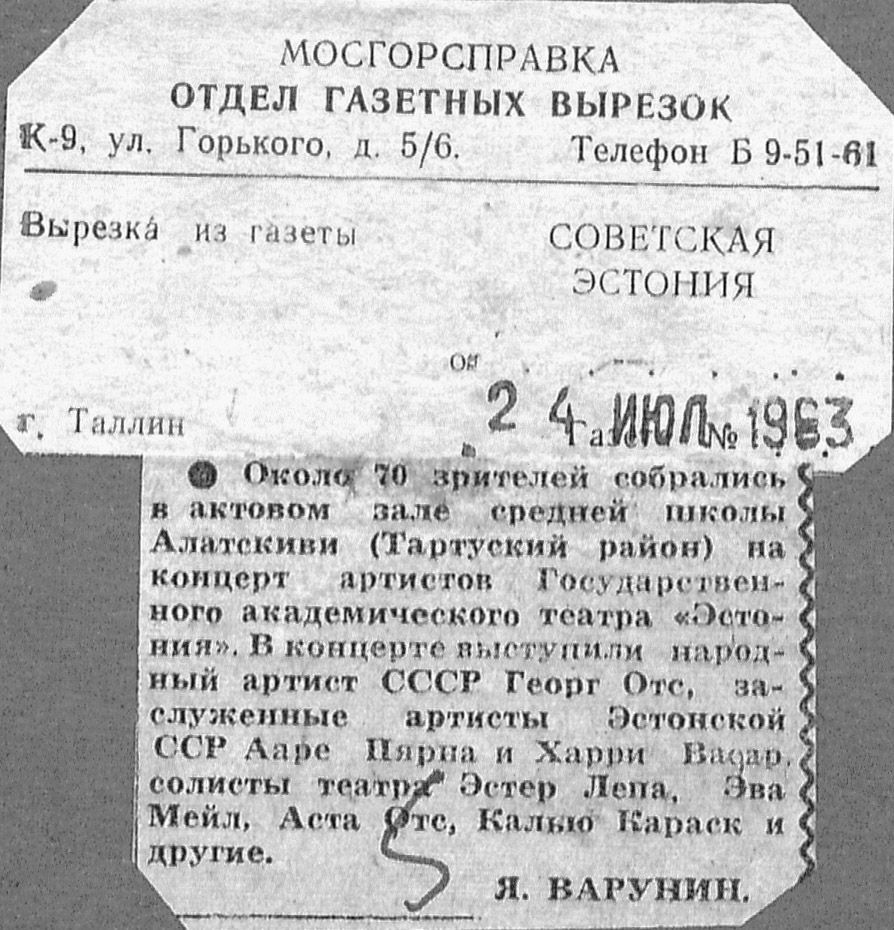 МОСГОРСПРАВКА
ОТДЕЛ ГАЗЕТНЫХ ВЫРЕЗОК
К-9, ул. Горького, д. 5/6. Телефон Б 9-51-61
Вырезка из газеты СОВЕТСКАЯ
ЭСТОНИЯ
от
г. Таллин 24 ИЮЛ № 1963
Около 70 зрителей собрались
в актовом зале средней школы
Алатскиви (Тартуский район) на
концерт артистов Государствен-
ного академического театра «Эсто-
ния». В концерте выступили народ-
ный артист СССР Георг Отс, за-
служенные артисты Эстонской
ССР Ааре Пярна и Харри Васар,
солисты театра Эстер Лепа, Эва
Мейл, Аста Отс, Калью Караск и
другие.
Я. ВАРУНИН.